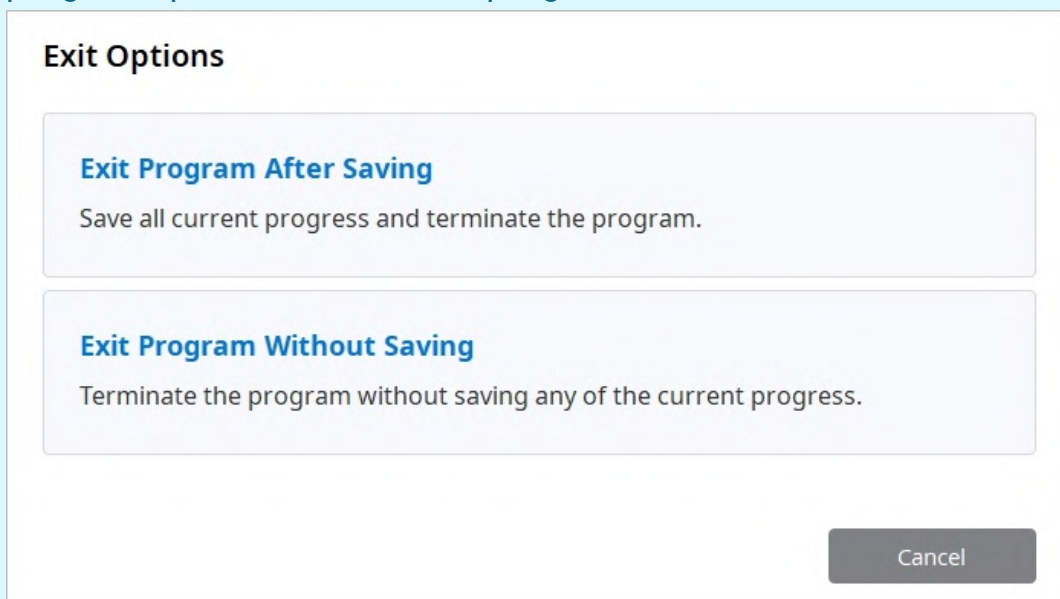 Exit Options
Exit Program After Saving
Save all current progress and terminate the program.
Exit Program Without Saving
Terminate the program without saving any of the current progress.
Cancel